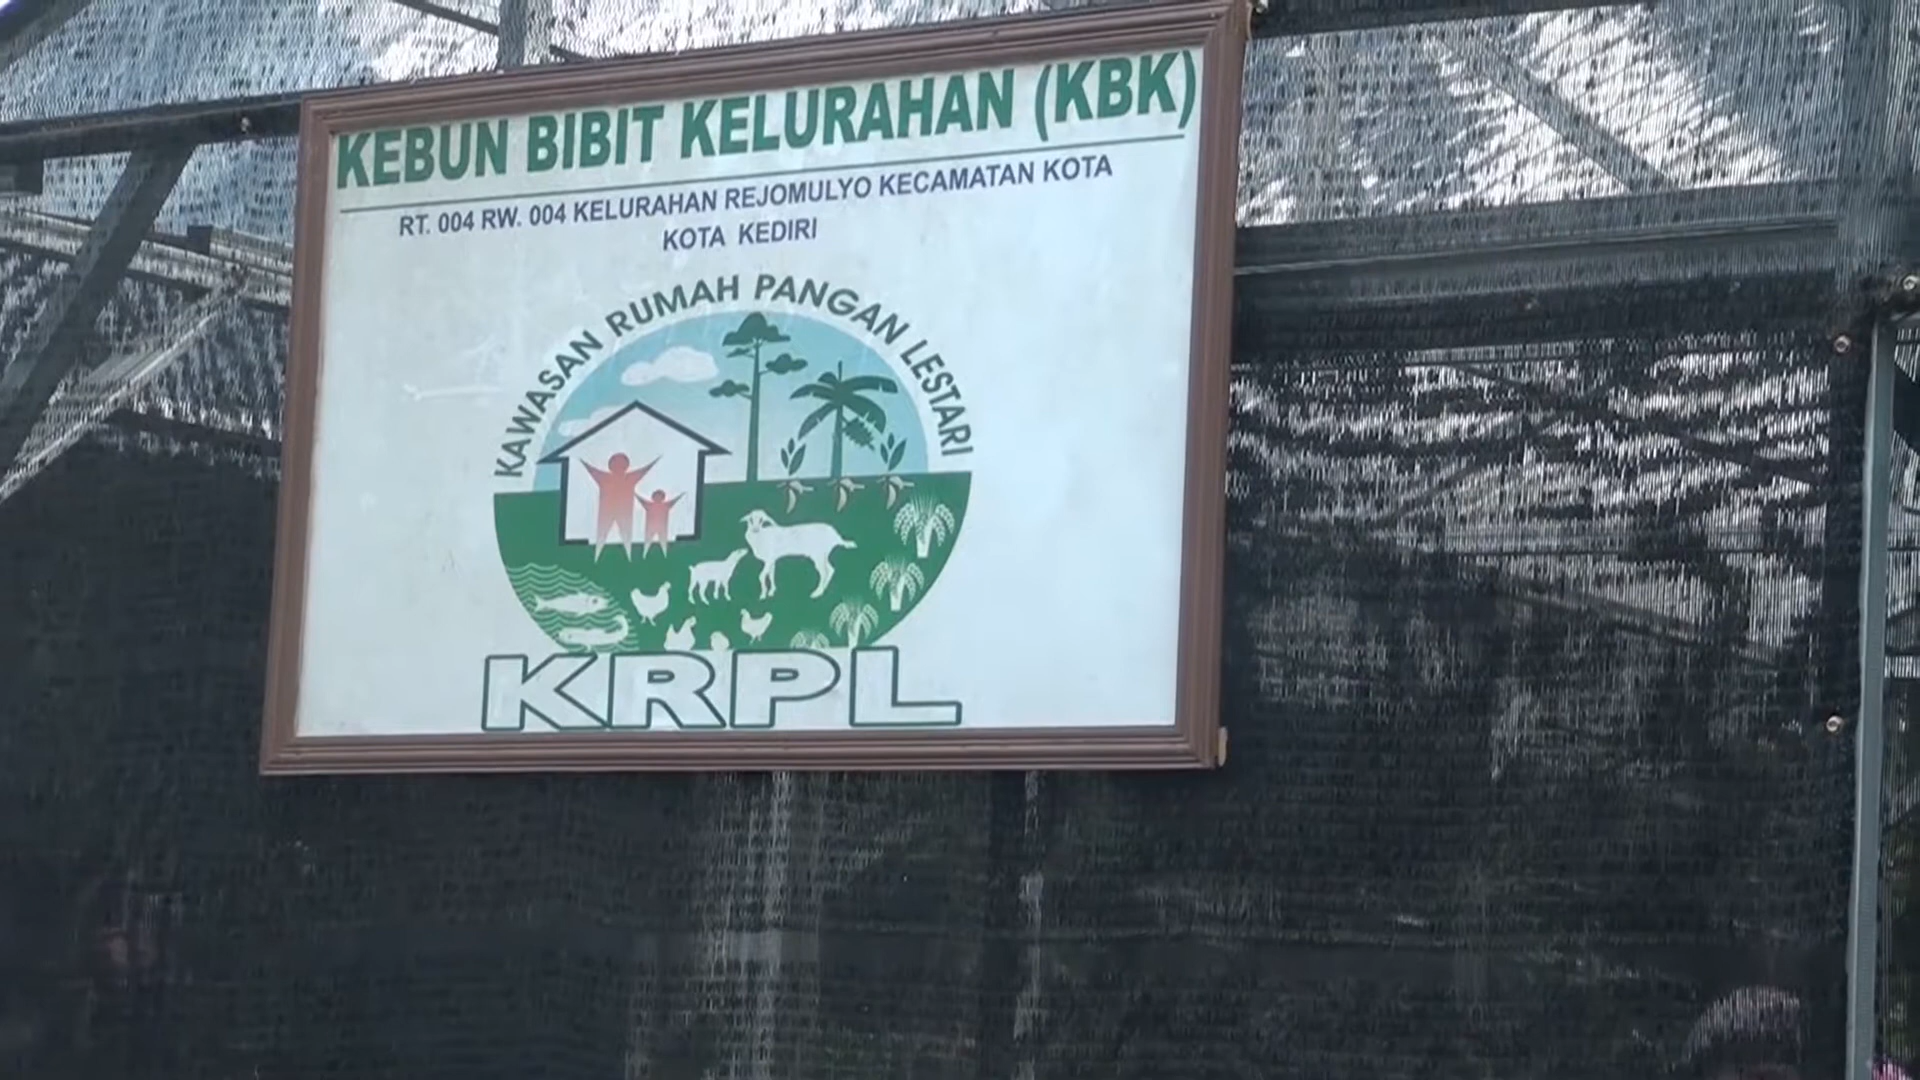 KEBUN BIBIT KELURAHAN (KBK)
RT. 004 RW. 004 KELURAHAN REJOMULYO KECAMATAN KOTA
KOTA KEDIRI
KAWASAN RUMAH PANGAN LESTARI
KRPL